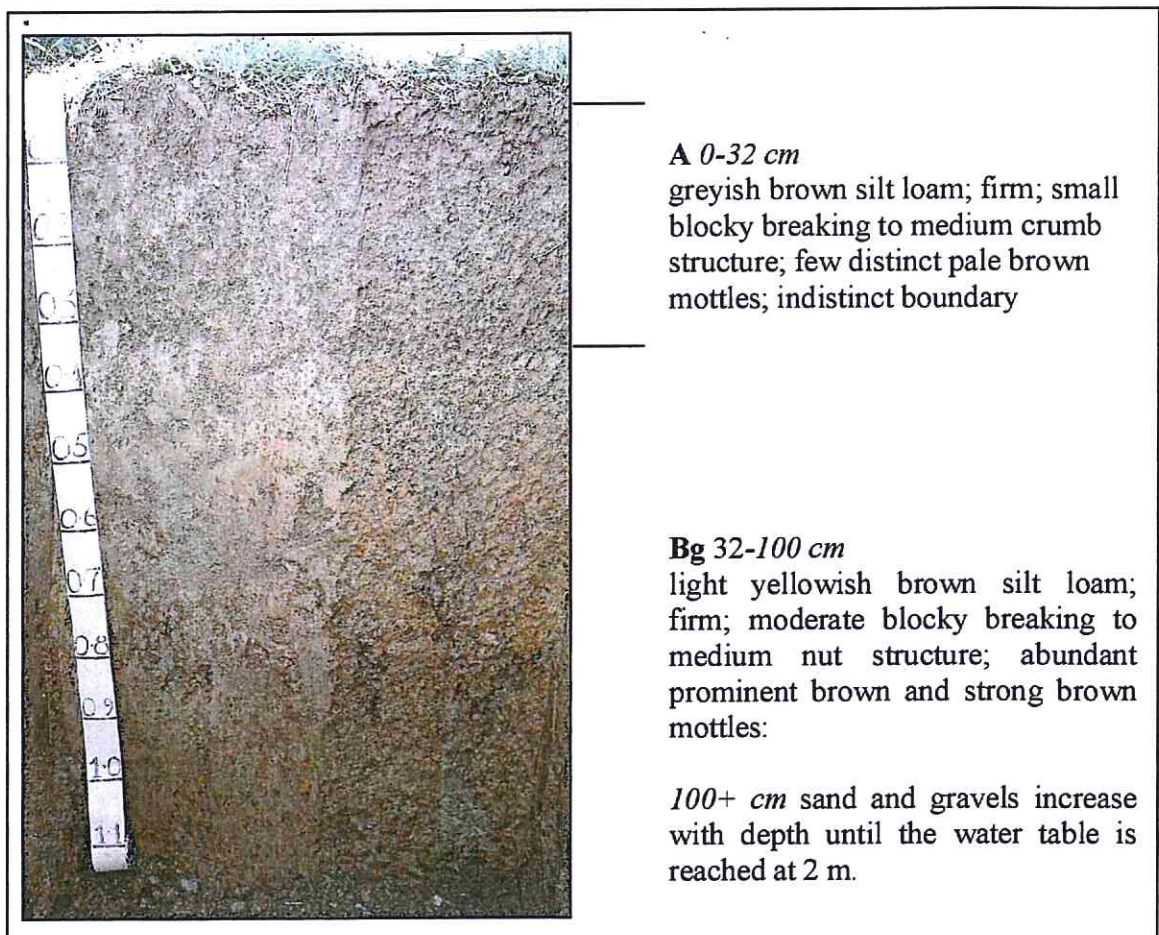 A 0-32 cm
greyish brown silt loam; firm; small
blocky breaking to medium crumb
structure; few distinct pale brown
mottles; indistinct boundary
Bg 32-100 cm
light yellowish brown silt loam;
firm; moderate blocky breaking to
medium nut structure; abundant
prominent brown and strong brown
mottles:
100+ cm sand and gravels increase
with depth until the water table is
reached at 2 m.
0.5
0.6
0.7
0.8
0.9
1.0
1.1